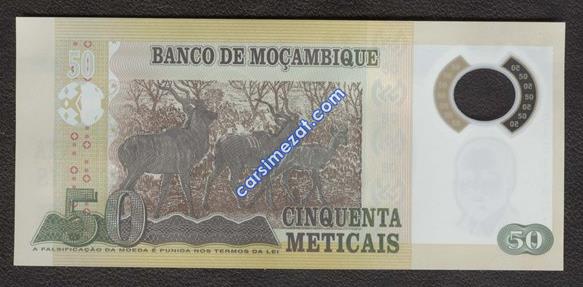 50
BANCO DE MOÇAMBIQUE
carsimezat.com
50
CINQUENTA
METICAIS
A FALSIFICAÇÃO DA MOEDA É PUNIDA NOS TERMOS DA LEI
50